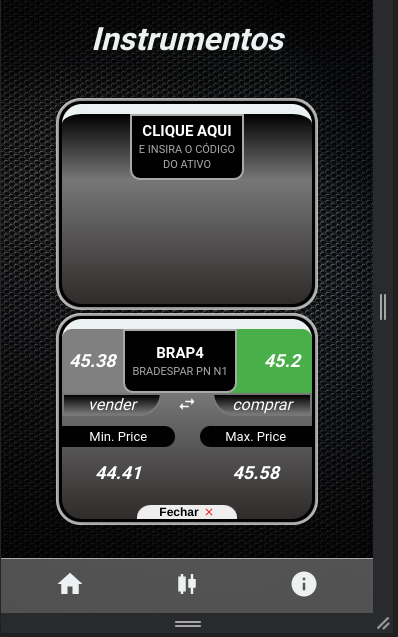 Instrumentos
CLIQUE AQUI
E INSIRA O CÓDIGO
DO ATIVO
45.38
BRAP4
BRADESPAR PN N1
45.2
vender
comprar
Min. Price
Max. Price
44.41
45.58
Fechar ×